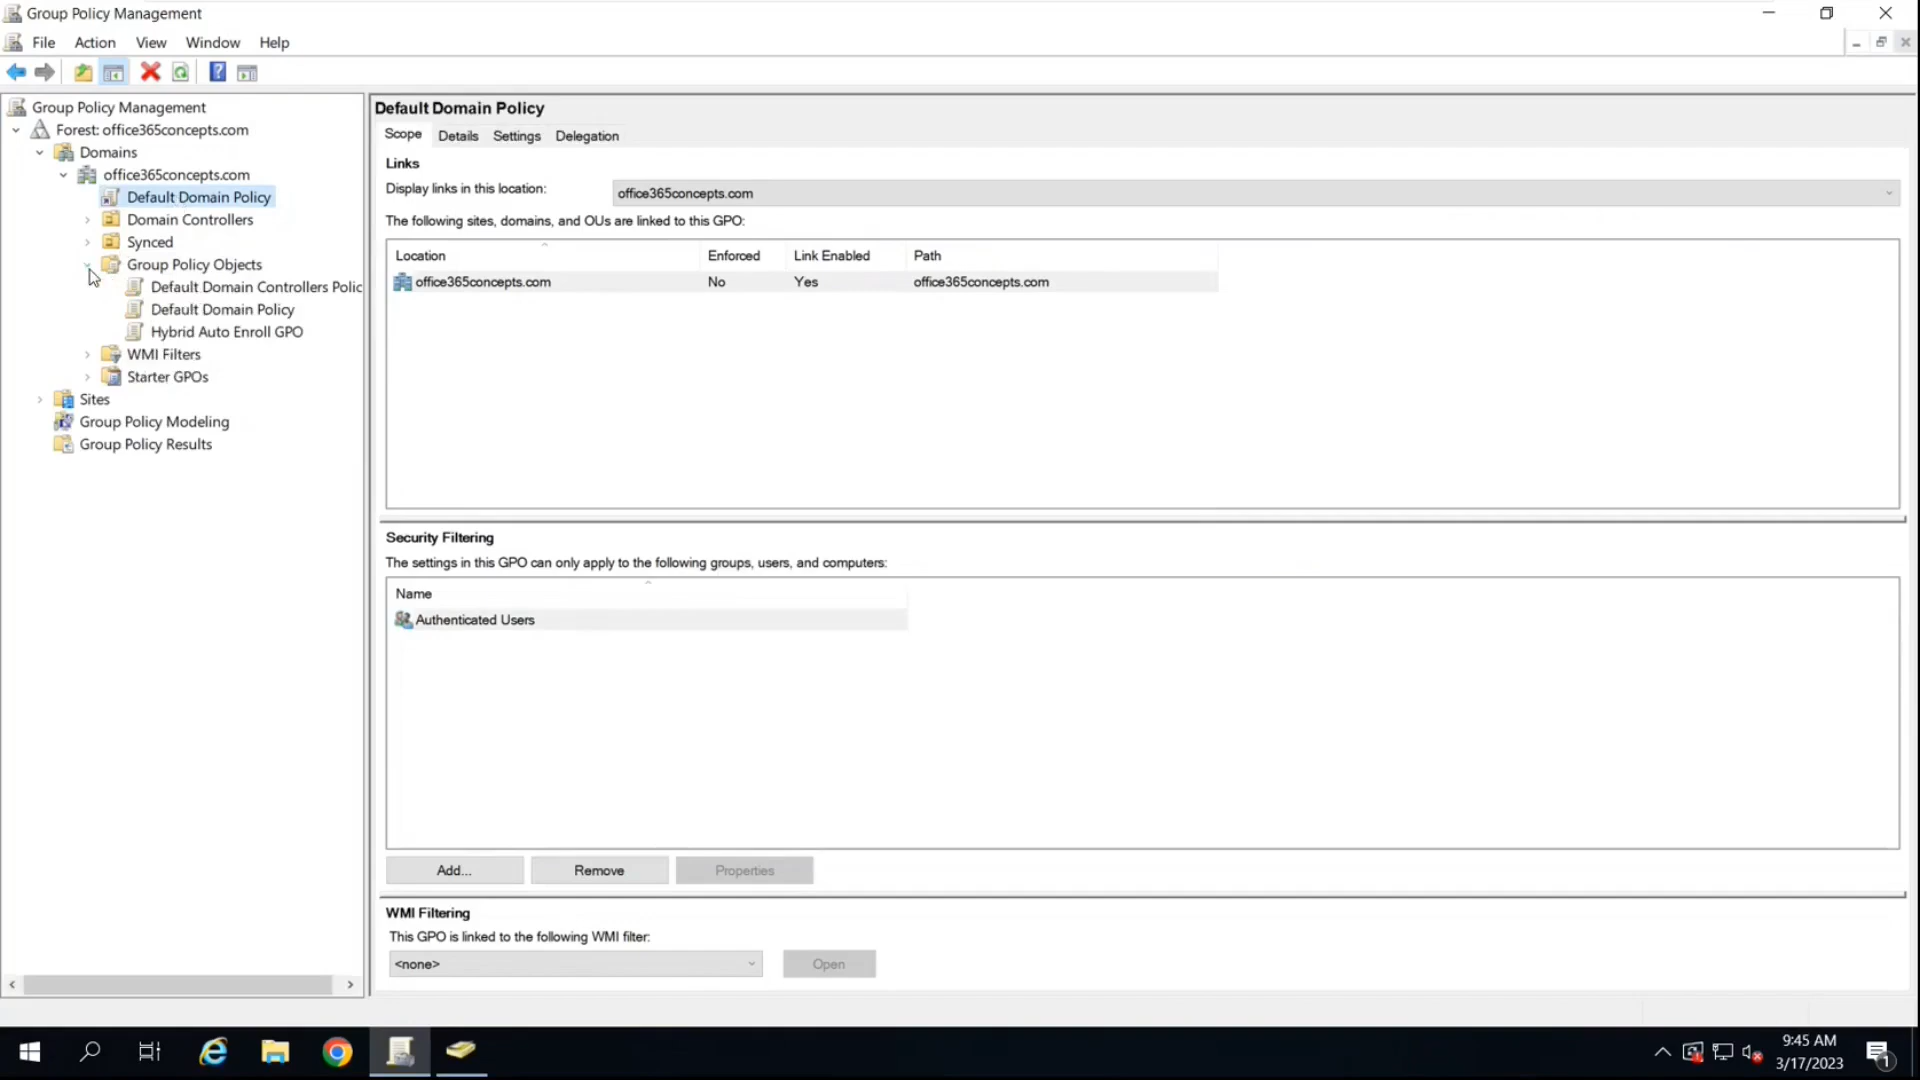 Group Policy Management
File Action View Window Help
Group Policy Management
Forest: office365concepts.com
Domains
office365concepts.com
Default Domain Policy
Domain Controllers
Synced
Group Policy Objects
Default Domain Controllers Polic
Default Domain Policy
Hybrid Auto Enroll GPO
WMI Filters
Starter GPOs
Sites
Group Policy Modeling
Group Policy Results
Default Domain Policy
Scope Details Settings Delegation
Links
Display links in this location: office365concepts.com
The following sites, domains, and OUs are linked to this GPO:
Location Enforced Link Enabled Path
office365concepts.com No Yes office365concepts.com
Security Filtering
The settings in this GPO can only apply to the following groups, users, and computers:
Name
Authenticated Users
Add... Remove Properties
WMI Filtering
This GPO is linked to the following WMI filter:
<none> Open
9:45 AM
3/17/2023
1